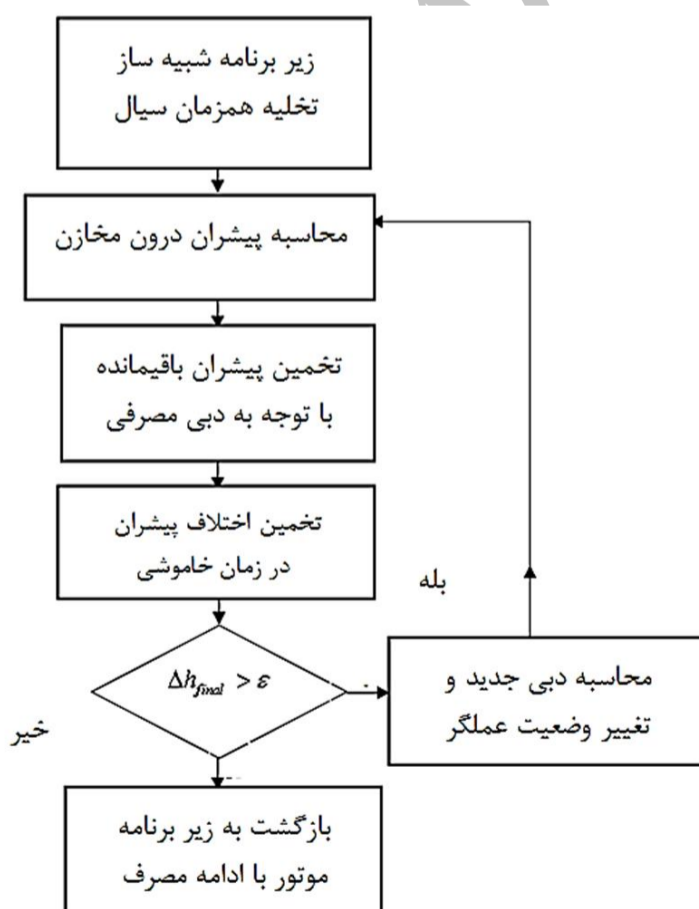 زیر برنامه شبیه ساز
تخلیه همزمان سیال
محاسبه پیشران درون مخازن
تخمین پیشران باقیمانده
با توجه به دبی مصرفی
تخمین اختلاف پیشران
در زمان خاموشی
بله
Δh_final > ε
محاسبه دبی جدید و
تغییر وضعیت عملگر
خیر
بازگشت به زیر برنامه
موتور با ادامه مصرف